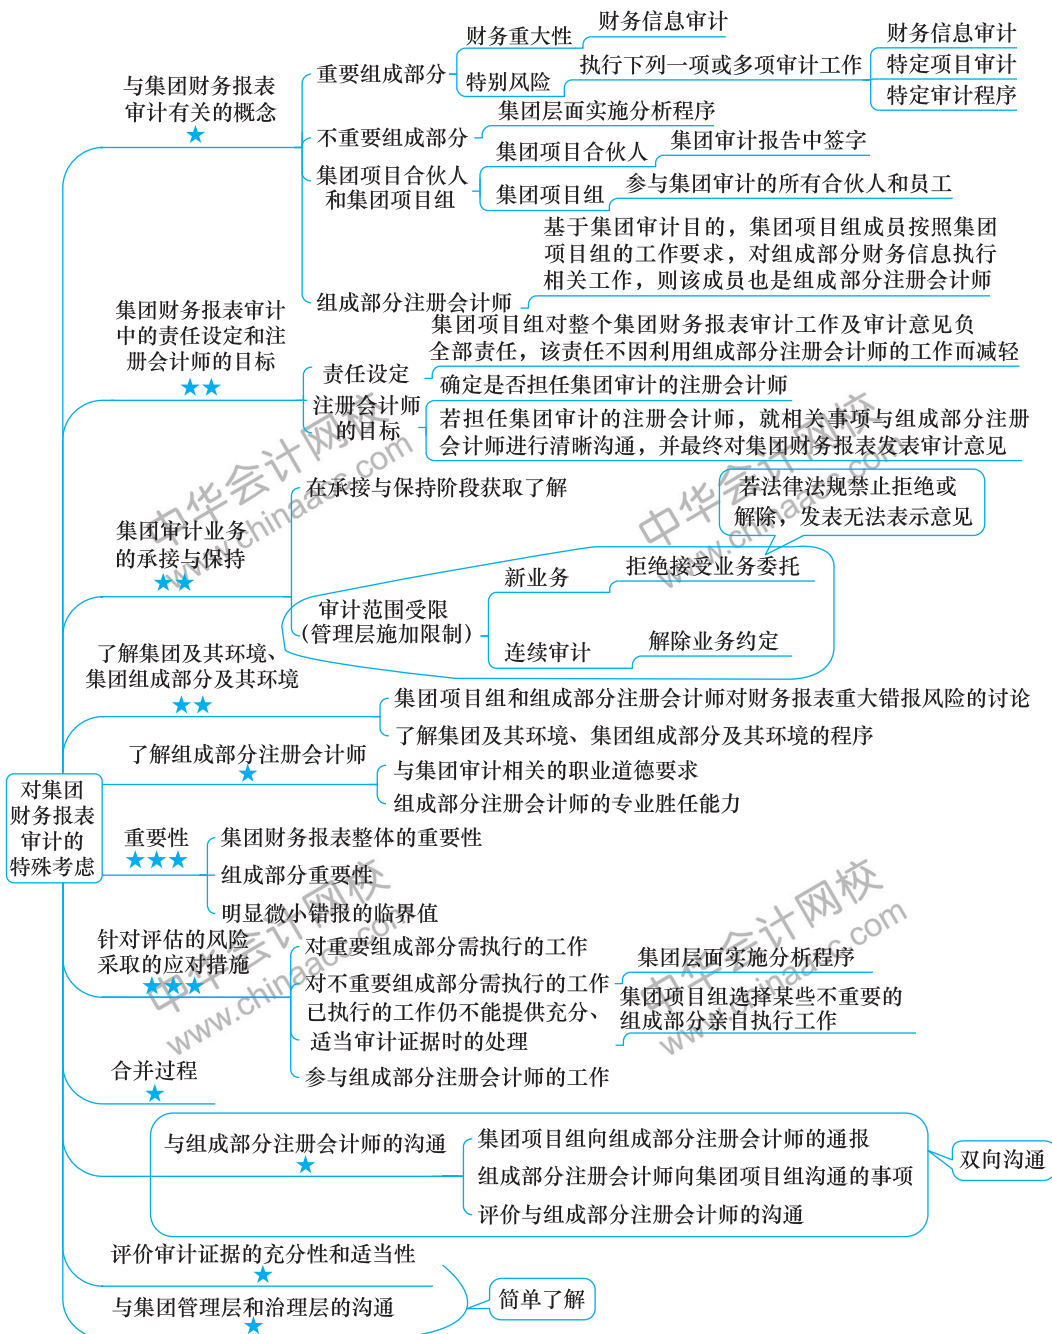 与集团财务报表
审计有关的概念
★
重要组成部分
财务重大性
财务信息审计
特别风险
执行下列一项或多项审计工作
财务信息审计
特定项目审计
特定审计程序
不重要组成部分
集团层面实施分析程序
集团项目合伙人
和集团项目组
集团项目合伙人
集团审计报告中签字
集团项目组
参与集团审计的所有合伙人和员工
组成部分注册会计师
基于集团审计目的，集团项目组成员按照集团
项目组的工作要求，对组成部分财务信息执行
相关工作，则该成员也是组成部分注册会计师
集团财务报表审计
中的责任设定和注
册会计师的目标
★★
责任设定
集团项目组对整个集团财务报表审计工作及审计意见负
全部责任，该责任不因利用组成部分注册会计师的工作而减轻
注册会计师
的目标
确定是否担任集团审计的注册会计师
若担任集团审计的注册会计师，就相关事项与组成部分注册
会计师进行清晰沟通，并最终对集团财务报表发表审计意见
集团审计业务
的承接与保持
★★
在承接与保持阶段获取了解
审计范围受限
（管理层施加限制）
新业务
拒绝接受业务委托
若法律法规禁止拒绝或
解除，发表无法表示意见
连续审计
解除业务约定
了解集团及其环境、
集团组成部分及其环境
★★
集团项目组和组成部分注册会计师对财务报表重大错报风险的讨论
了解集团及其环境、集团组成部分及其环境的程序
了解组成部分注册会计师
★
与集团审计相关的职业道德要求
组成部分注册会计师的专业胜任能力
对集团
财务报表
审计的
特殊考虑
重要性
★★★
集团财务报表整体的重要性
组成部分重要性
明显微小错报的临界值
针对评估的风险
采取的应对措施
★★★
对重要组成部分需执行的工作
对不重要组成部分需执行的工作
集团层面实施分析程序
已执行的工作仍不能提供充分、
适当审计证据时的处理
集团项目组选择某些不重要的
组成部分亲自执行工作
参与组成部分注册会计师的工作
合并过程
★
与组成部分注册会计师的沟通
★
集团项目组向组成部分注册会计师的通报
组成部分注册会计师向集团项目组沟通的事项
评价与组成部分注册会计师的沟通
双向沟通
评价审计证据的充分性和适当性
★
与集团管理层和治理层的沟通
★
简单了解
中华会计网校
www.chinaacc.com
中华会计网校
www.chinaacc.com
中华会计网校
www.chinaacc.com
中华会计网校
www.chinaacc.com